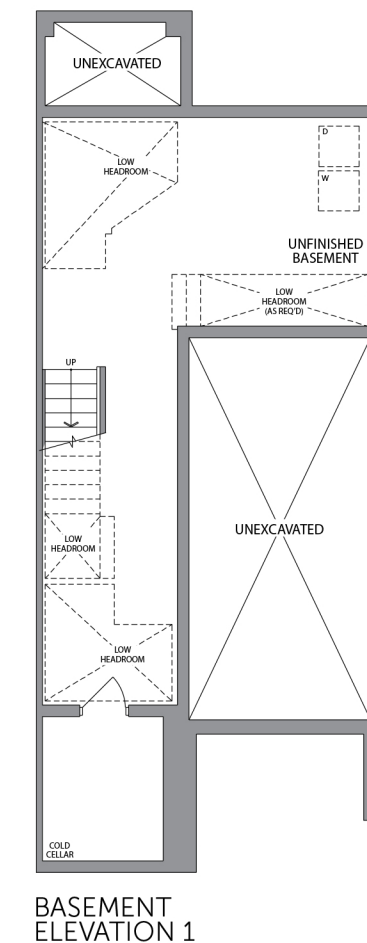 UNEXCAVATED
LOW
HEADROOM
D
W
UNFINISHED
BASEMENT
LOW
HEADROOM
(AS REQ'D)
UP
UNEXCAVATED
LOW
HEADROOM
LOW
HEADROOM
COLD
CELLAR
BASEMENT
ELEVATION 1